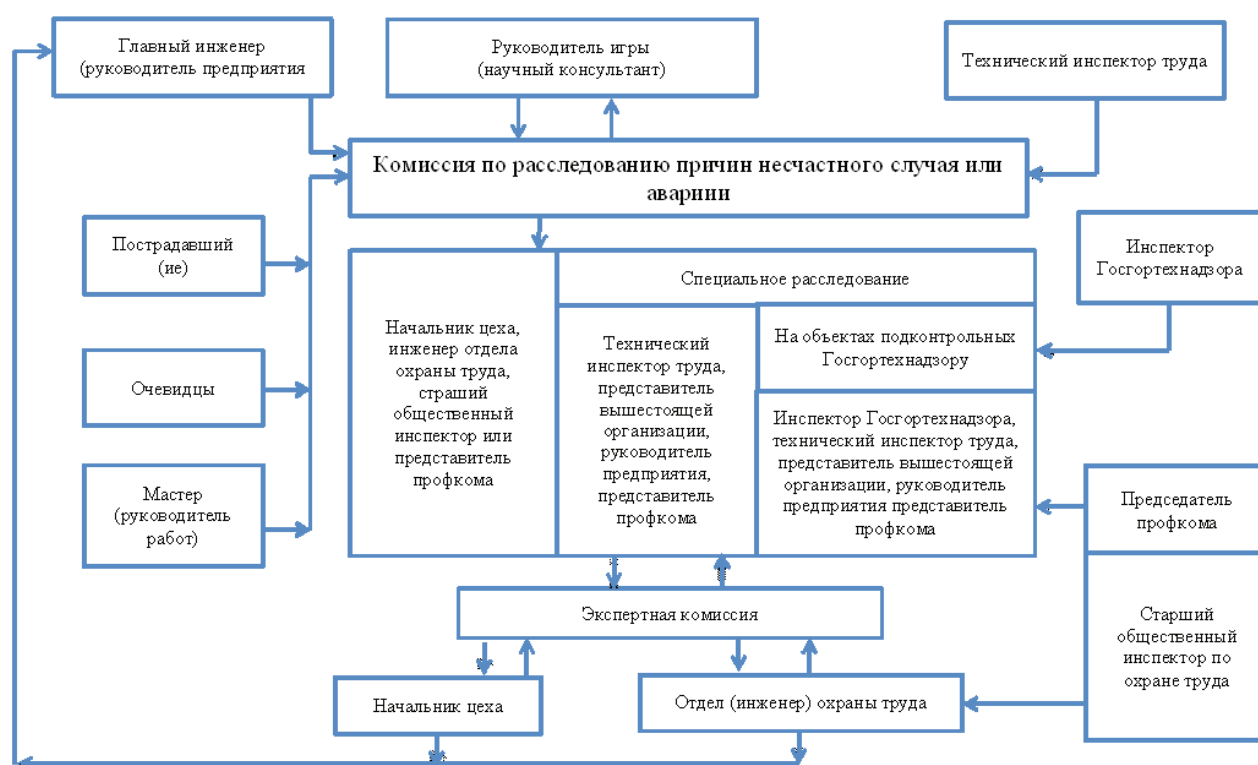 Главный инженер
(руководитель предприятия
Руководитель игры
(научный консультант)
Технический инспектор труда
Комиссия по расследованию причин несчастного случая или
аварнии
Пострадавший
(ие)
Очевидцы
Мастер
(руководитель
работ)
Начальник цеха,
инженер отдела
охраны труда,
страший
общественный
инспектор или
представитель
профкома
Специальное расследование
Технический
инспектор труда,
представитель
вышестоящей
организации,
руководитель
предприятия,
представитель
профкома
На объектах подконтрольных
Госгортехнадзору
Инспектор Госгортехнадзора,
технический инспектор труда,
представитель вышестоящей
организации, руководитель
предприятия представитель
профкома
Инспектор
Госгортехнадзора
Председатель
профкома
Старший
общественный
инспектор по
охране труда
Экспертная комиссия
Начальник цеха
Отдел (инженер) охраны труда